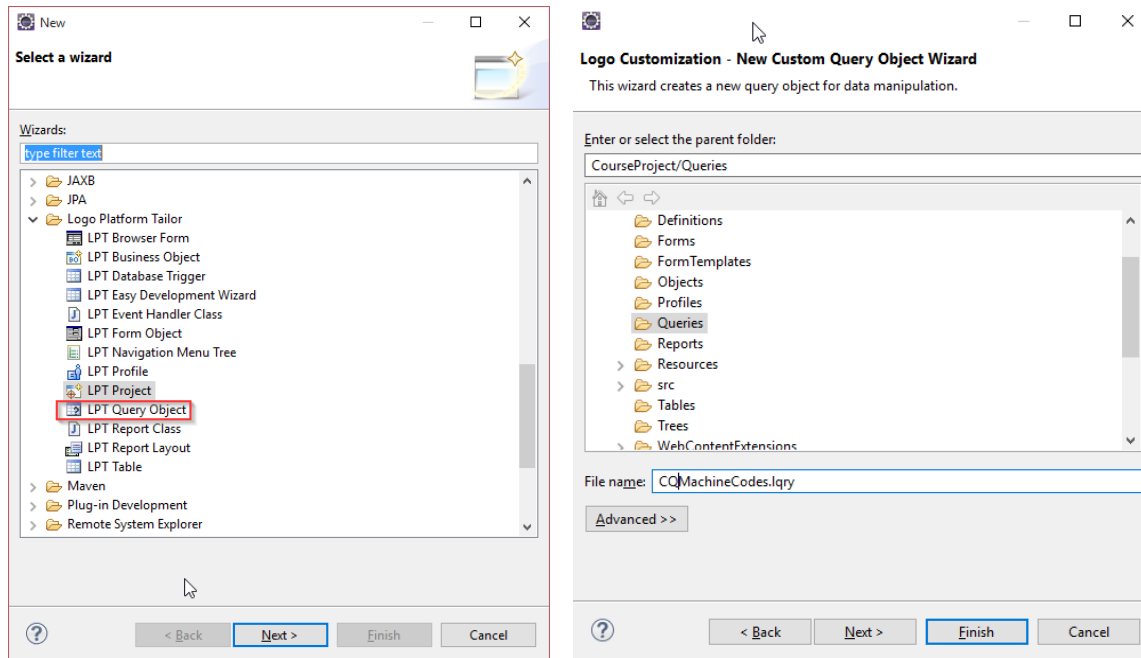 New
Select a wizard
Wizards:
type filter text
JAXB
JPA
Logo Platform Tailor
LPT Browser Form
LPT Business Object
LPT Database Trigger
LPT Easy Development Wizard
LPT Event Handler Class
LPT Form Object
LPT Navigation Menu Tree
LPT Profile
LPT Project
LPT Query Object
LPT Report Class
LPT Report Layout
LPT Table
Maven
Plug-in Development
Remote System Explorer
< Back
Next >
Finish
Cancel
Logo Customization - New Custom Query Object Wizard
This wizard creates a new query object for data manipulation.
Enter or select the parent folder:
CourseProject/Queries
Definitions
Forms
FormTemplates
Objects
Profiles
Queries
Reports
Resources
src
Tables
Trees
WebContentExtensions
File name: CQMachineCodes.lqry
Advanced >>
< Back
Next >
Finish
Cancel